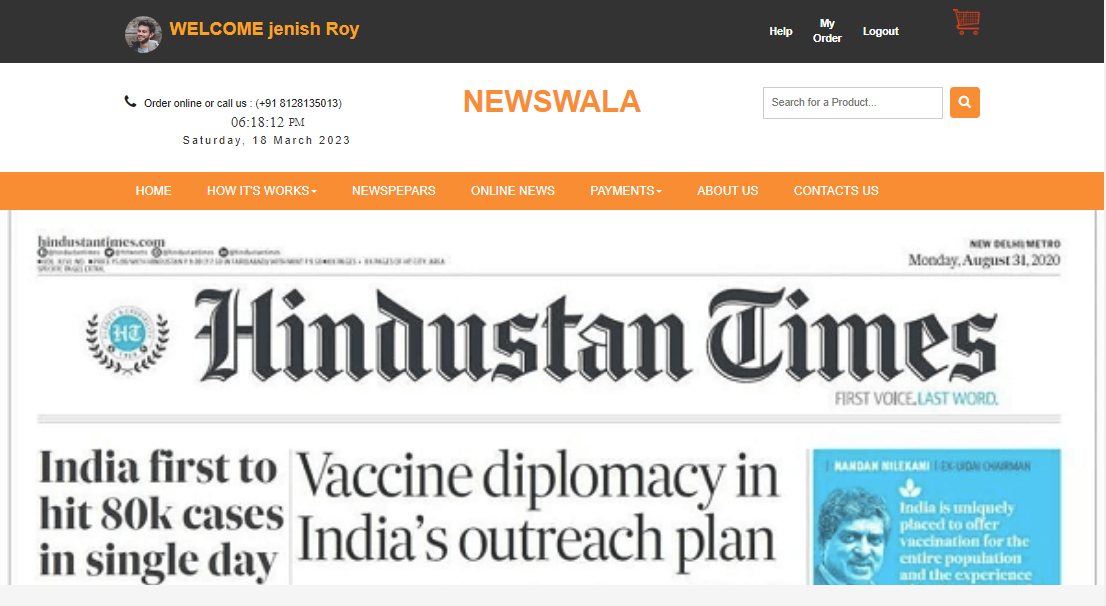 WELCOME jenish Roy
Help
My
Order
Logout
Order online or call us : (+91 8128135013)
06:18:12 PM
Saturday, 18 March 2023
NEWSWALA
Search for a Product...
HOME
HOW IT'S WORKS
NEWSPEPARS
ONLINE NEWS
PAYMENTS
ABOUT US
CONTACTS US
hindustantimes.com
NEW DELHI METRO
Monday, August 31, 2020
HT
Hindustan Times
FIRST VOICE. LAST WORD.
India first to
hit 80k cases
in single day
Vaccine diplomacy in
India's outreach plan
NANDAN NILEKANI | EX-UIDAI CHAIRMAN
India is uniquely
placed to offer
vaccination for the
entire population
and the experience